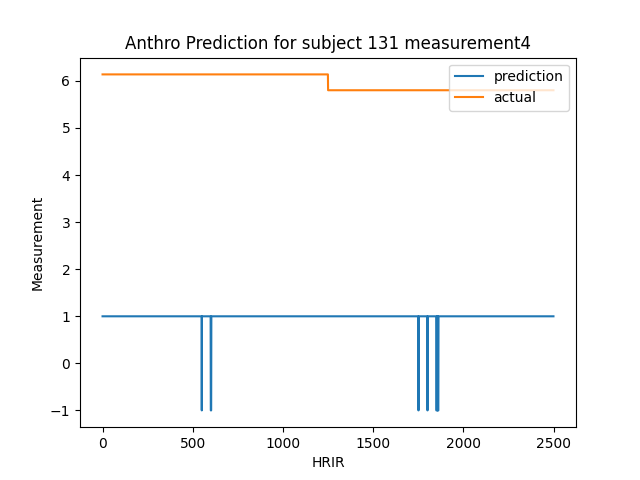 Anthro Prediction for subject 131 measurement4
prediction
actual
6
5
4
3
2
1
0
−1
Measurement
0 500 1000 1500 2000 2500
HRIR